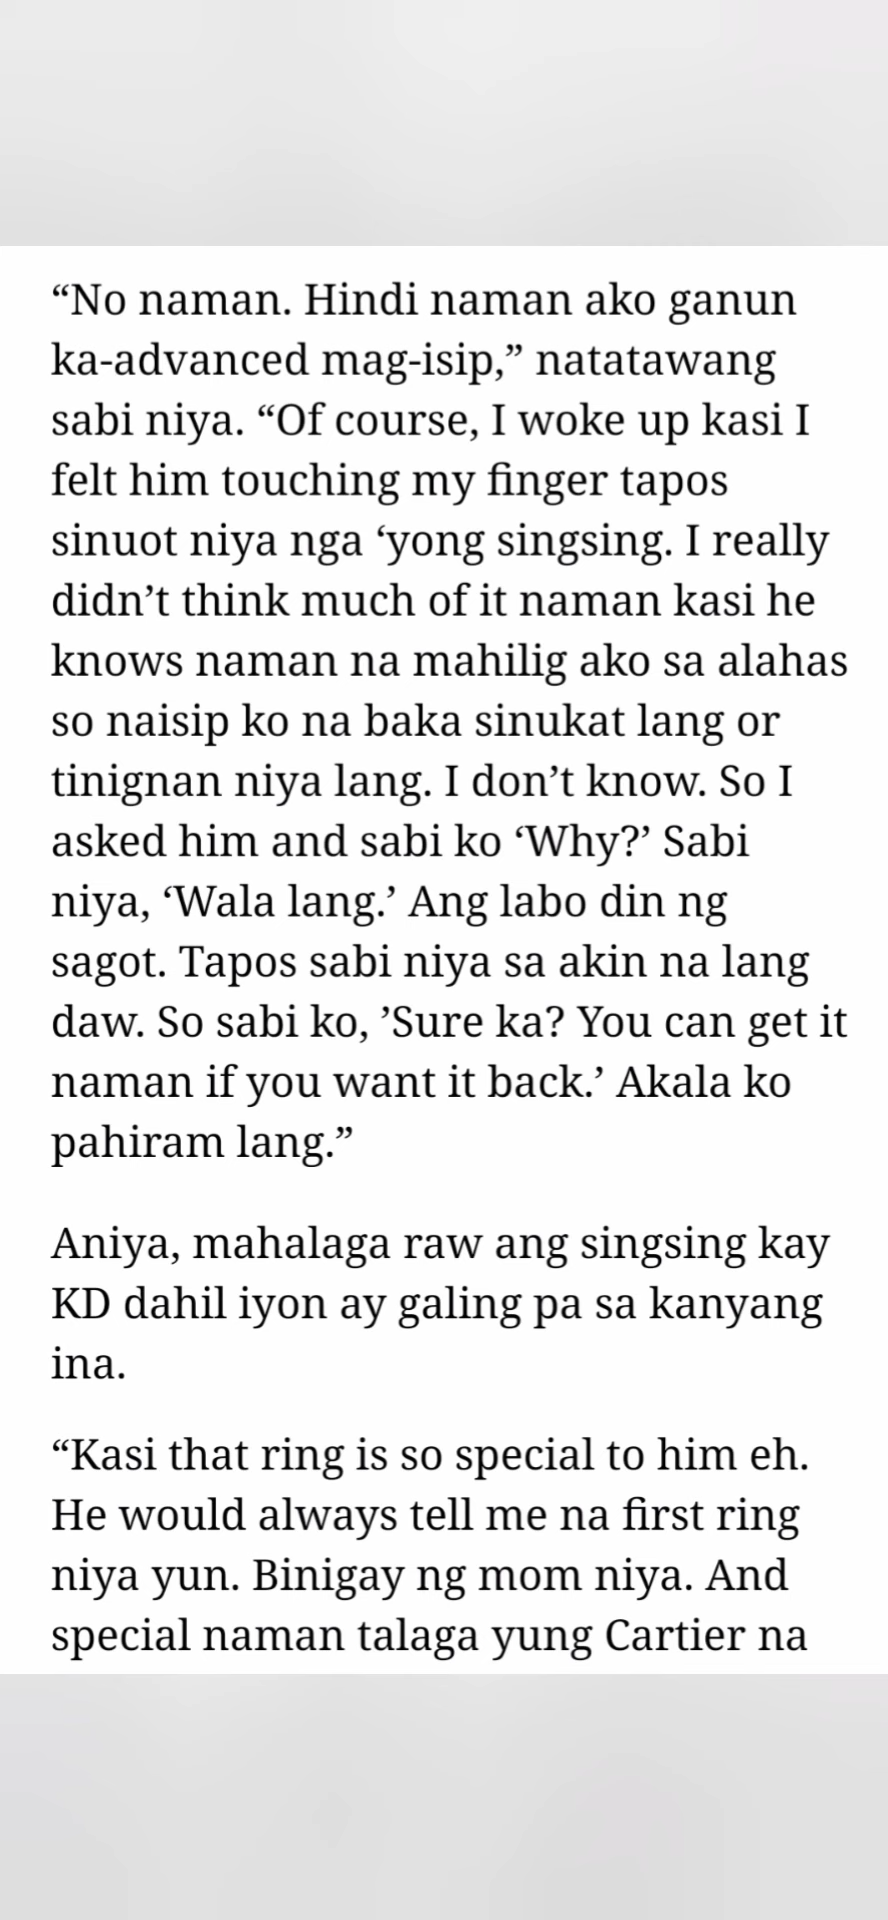 “No naman. Hindi naman ako ganun
ka-advanced mag-isip,” natatawang
sabi niya. “Of course, I woke up kasi I
felt him touching my finger tapos
sinuot niya nga ‘yong singsing. I really
didn’t think much of it naman kasi he
knows naman na mahilig ako sa alahas
so naisip ko na baka sinukat lang or
tinignan niya lang. I don’t know. So I
asked him and sabi ko ‘Why?’ Sabi
niya, ‘Wala lang.’ Ang labo din ng
sagot. Tapos sabi niya sa akin na lang
daw. So sabi ko, ’Sure ka? You can get it
naman if you want it back.’ Akala ko
pahiram lang.”
Aniya, mahalaga raw ang singsing kay
KD dahil iyon ay galing pa sa kanyang
ina.
“Kasi that ring is so special to him eh.
He would always tell me na first ring
niya yun. Binigay ng mom niya. And
special naman talaga yung Cartier na